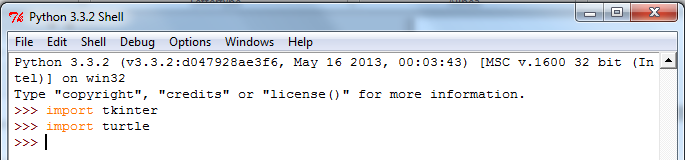 Python 3.3.2 Shell
File Edit Shell Debug Options Windows Help
Python 3.3.2 (v3.3.2:d047928ae3f6, May 16 2013, 00:03:43) [MSC v.1600 32 bit (In
tel)] on win32
Type "copyright", "credits" or "license()" for more information.
>>> import tkinter
>>> import turtle
>>>